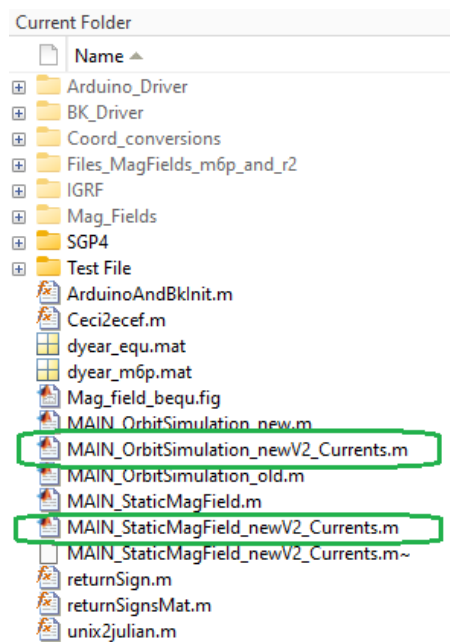 Current Folder
Name
Arduino_Driver
BK_Driver
Coord_conversions
Files_MagFields_m6p_and_r2
IGRF
Mag_Fields
SGP4
Test File
ArduinoAndBkInit.m
Ceci2ecef.m
dyear_equ.mat
dyear_m6p.mat
Mag_field_bequ.fig
MAIN_OrbitSimulation_new.m
MAIN_OrbitSimulation_newV2_Currents.m
MAIN_OrbitSimulation_old.m
MAIN_StaticMagField.m
MAIN_StaticMagField_newV2_Currents.m
MAIN_StaticMagField_newV2_Currents.m~
returnSign.m
returnSignsMat.m
unix2julian.m